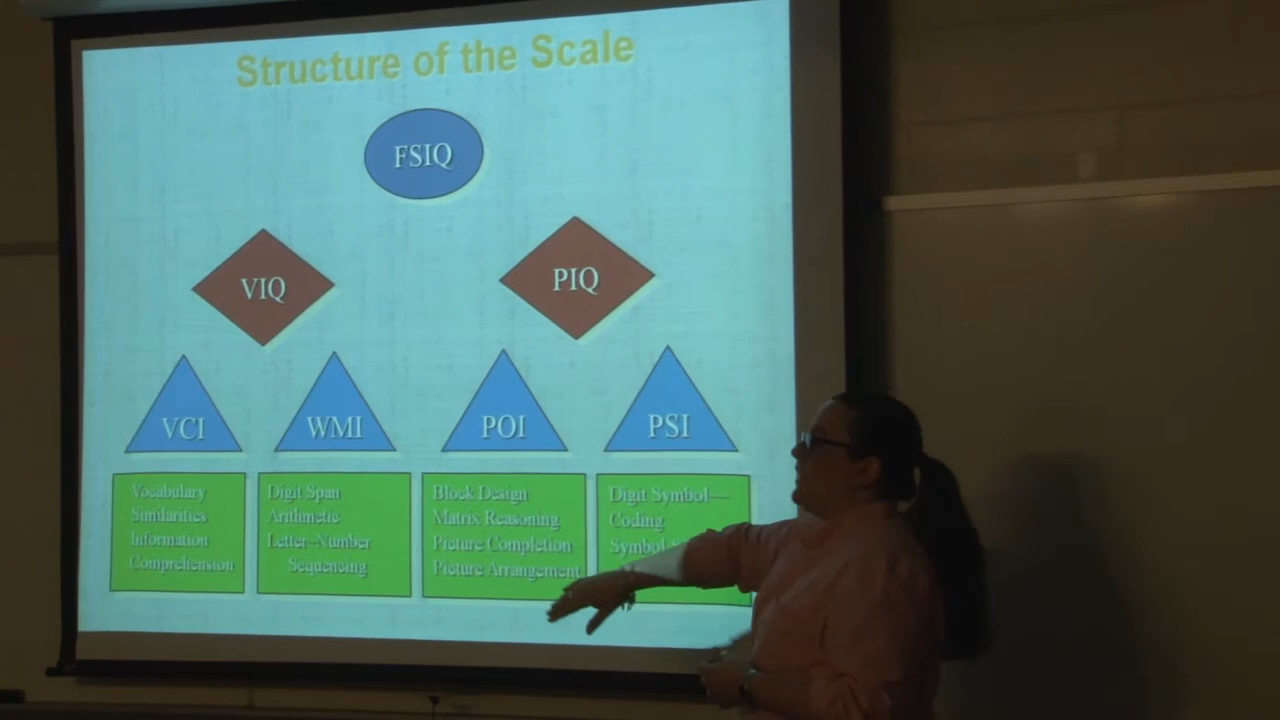 Structure of the Scale
FSIQ
VIQ
PIQ
VCI
WMI
POI
PSI
Vocabulary
Similarities
Information
Comprehension
Digit Span
Arithmetic
Letter–Number
Sequencing
Block Design
Matrix Reasoning
Picture Completion
Picture Arrangement
Digit Symbol—
Coding
Symbol